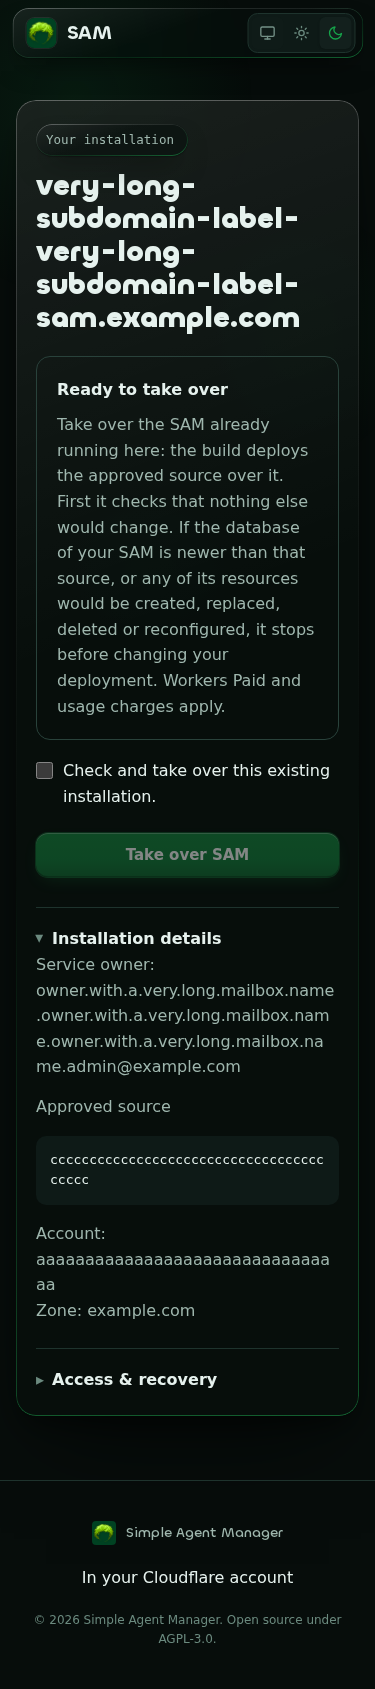 SAM
Your installation
very-long-
subdomain-label-
very-long-
subdomain-label-
sam.example.com
Ready to take over
Take over the SAM already
running here: the build deploys
the approved source over it.
First it checks that nothing else
would change. If the database
of your SAM is newer than that
source, or any of its resources
would be created, replaced,
deleted or reconfigured, it stops
before changing your
deployment. Workers Paid and
usage charges apply.
Check and take over this existing
installation.
Take over SAM
Installation details
Service owner:
owner.with.a.very.long.mailbox.name
.owner.with.a.very.long.mailbox.nam
e.owner.with.a.very.long.mailbox.na
me.admin@example.com
Approved source
ccccccccccccccccccccccccccccccccccc
ccccc
Account:
aaaaaaaaaaaaaaaaaaaaaaaaaaaaaa
aa
Zone: example.com
Access & recovery
Simple Agent Manager
In your Cloudflare account
© 2026 Simple Agent Manager. Open source under
AGPL-3.0.